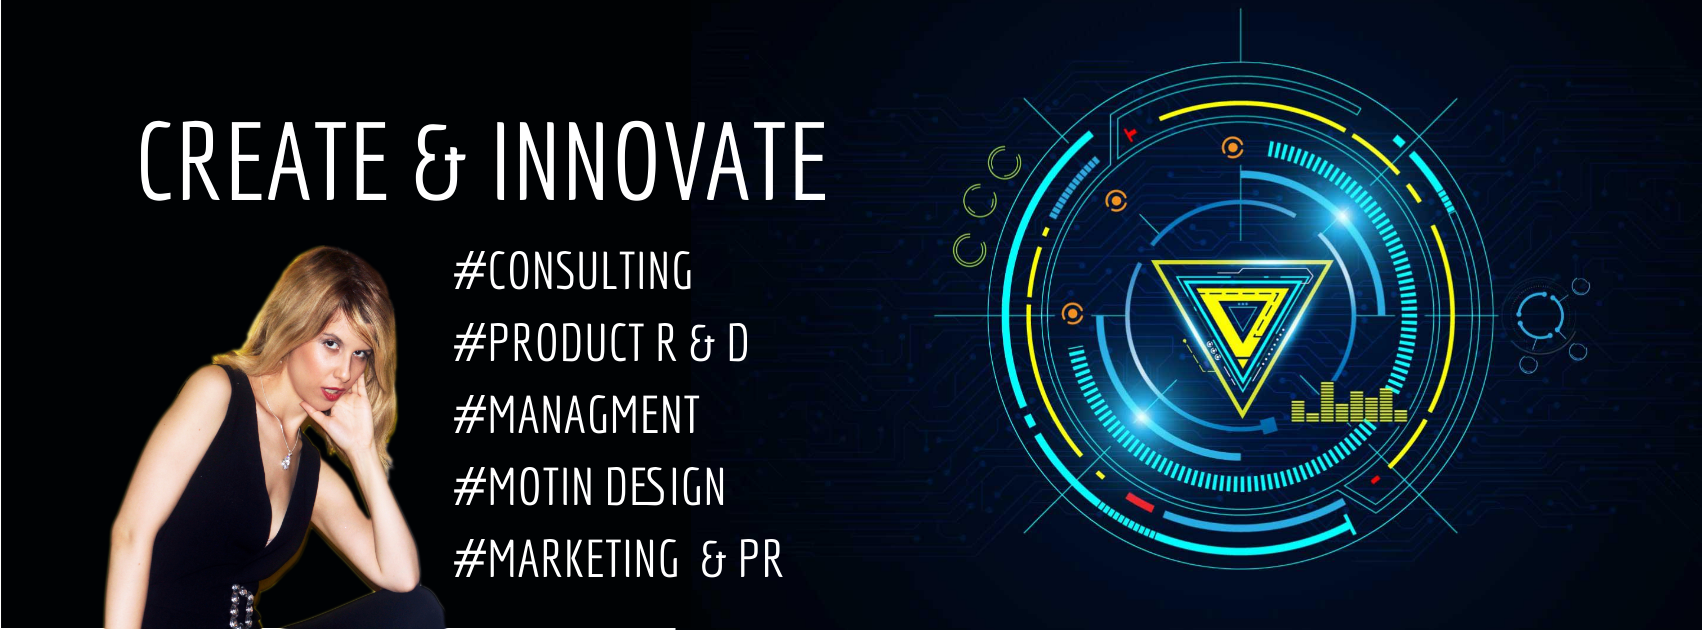 CREATE & INNOVATE
#CONSULTING
#PRODUCT R & D
#MANAGMENT
#MOTIN DESIGN
#MARKETING & PR